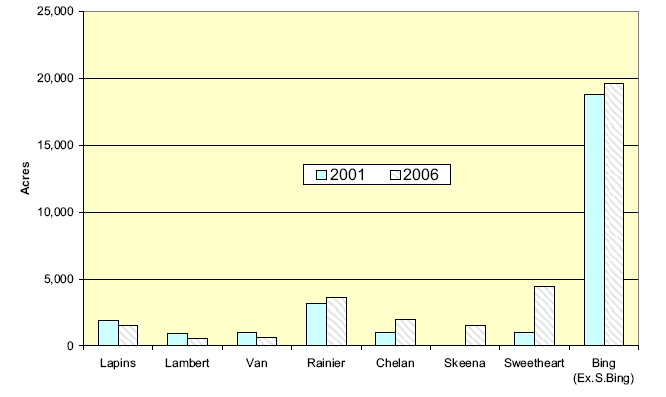 25,000
20,000
15,000
10,000
5,000
0
Acres
2001 2006
Lapins Lambert Van Rainier Chelan Skeena Sweetheart Bing
(Ex.S.Bing)